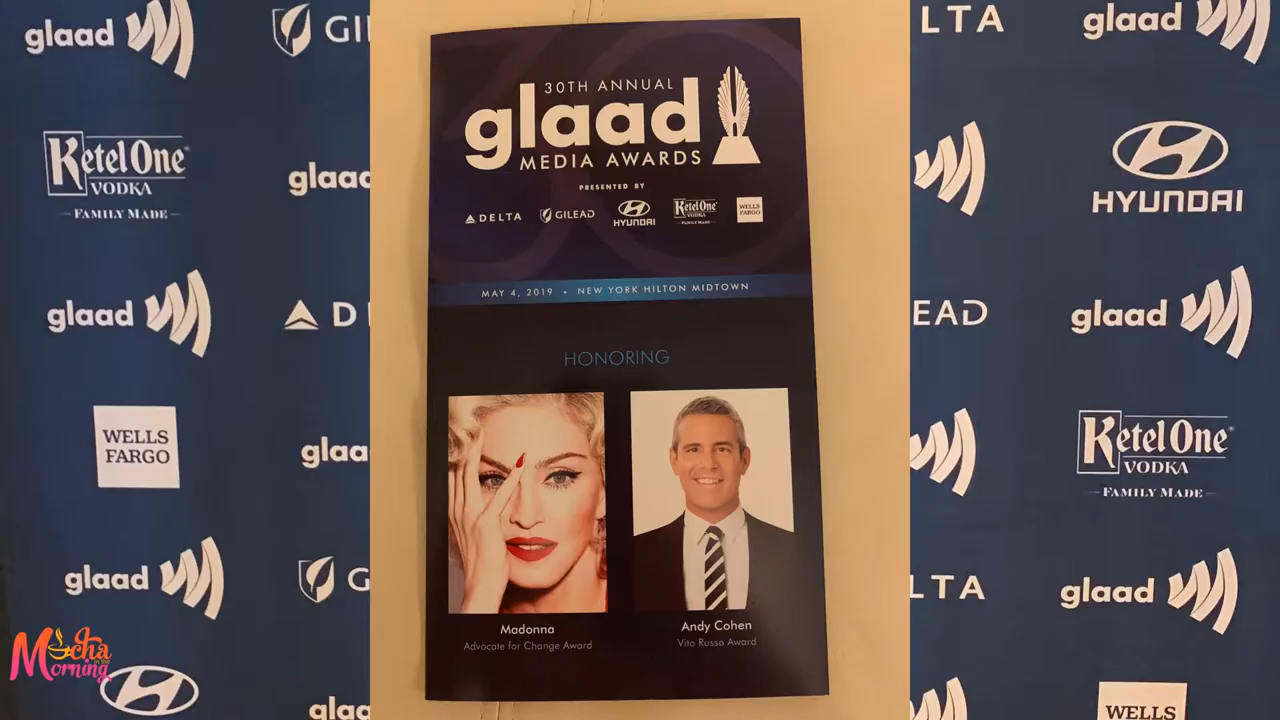 glaad
GI
LTA
glaad
Ketel One
VODKA
FAMILY MADE
glaad
HYUNDAI
glaad
D
EAD
glaad
WELLS
FARGO
glaad
Ketel One
VODKA
FAMILY MADE
glaad
G
LTA
glaad
Mocha
in the
Morning
glaa
WELLS
30TH ANNUAL
glaad
MEDIA AWARDS
PRESENTED BY
DELTA GILEAD HYUNDAI Ketel One VODKA FAMILY MADE WELLS FARGO
MAY 4, 2019 • NEW YORK HILTON MIDTOWN
HONORING
Madonna
Advocate for Change Award
Andy Cohen
Vito Russo Award